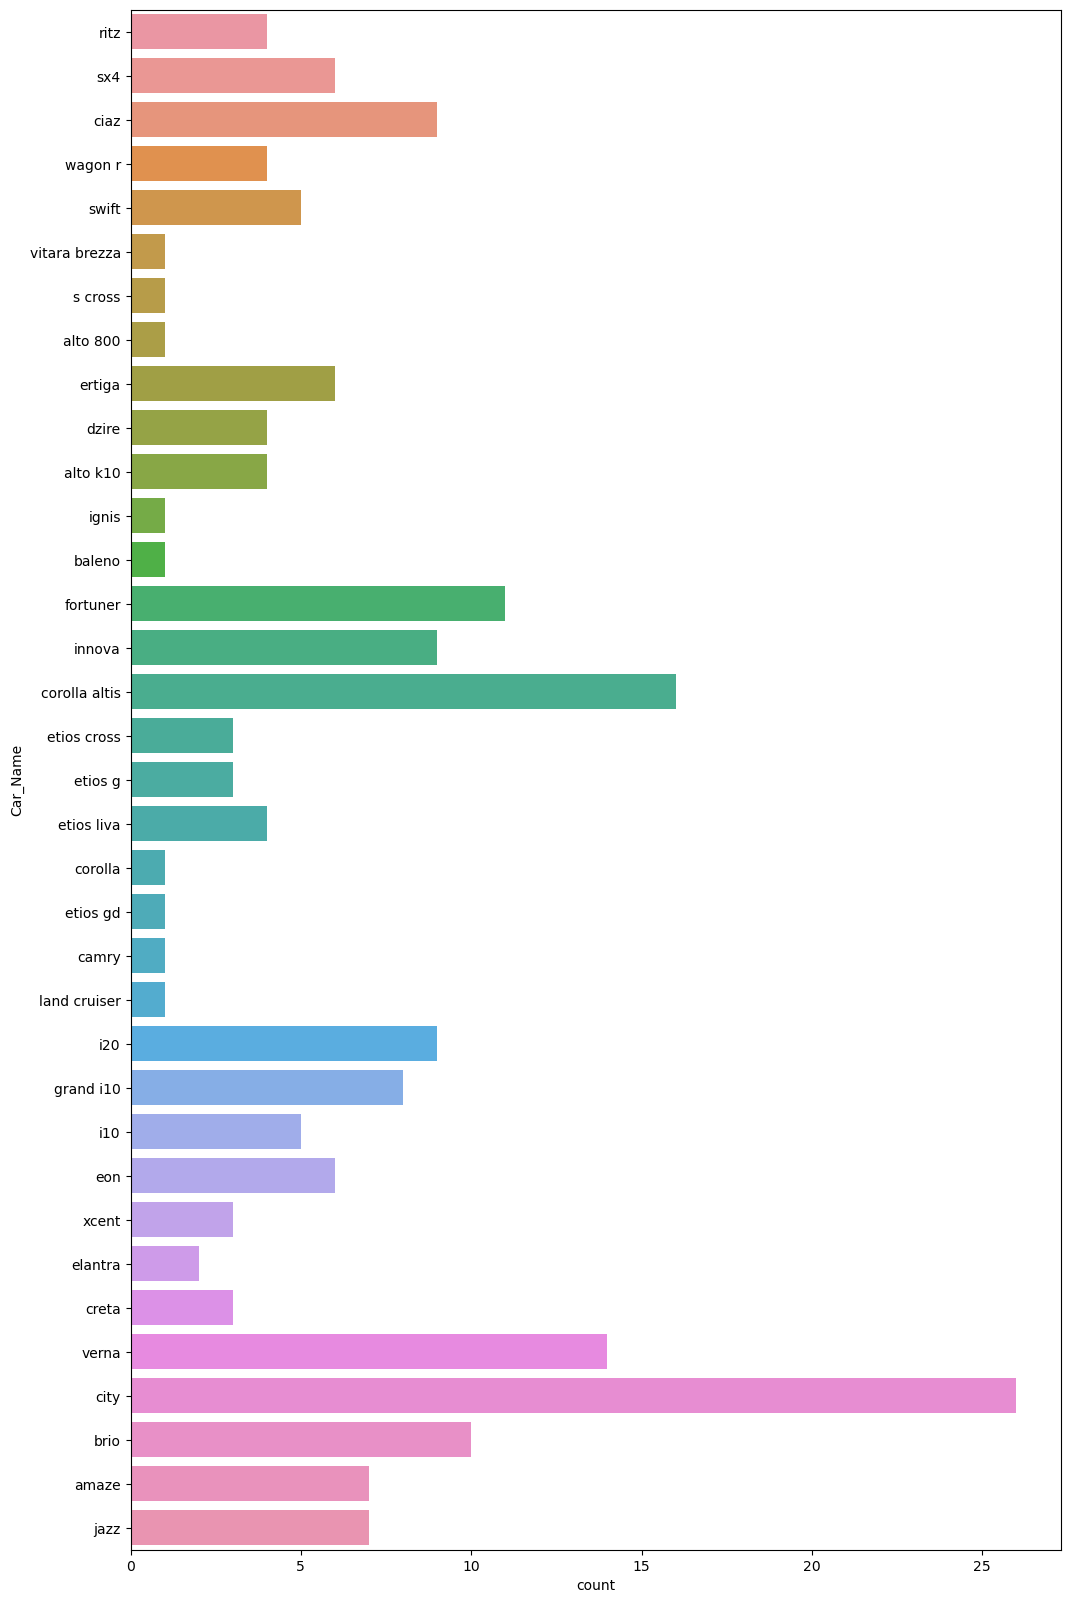 ritz
sx4
ciaz
wagon r
swift
vitara brezza
s cross
alto 800
ertiga
dzire
alto k10
ignis
baleno
fortuner
innova
corolla altis
etios cross
etios g
etios liva
corolla
etios gd
camry
land cruiser
i20
grand i10
i10
eon
xcent
elantra
creta
verna
city
brio
amaze
jazz
Car_Name
0 5 10 15 20 25
count